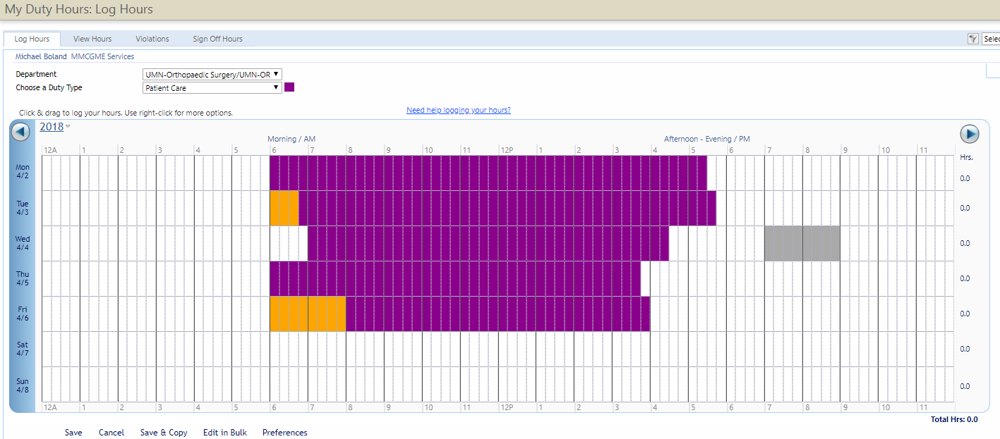 My Duty Hours: Log Hours
Log Hours View Hours Violations Sign Off Hours
Michael Boland MMCGME Services
Department UMN-Orthopaedic Surgery/UMN-OR
Choose a Duty Type Patient Care
Click & drag to log your hours. Use right-click for more options. Need help logging your hours?
2018
Morning / AM Afternoon - Evening / PM
12A 1 2 3 4 5 6 7 8 9 10 11 12P 1 2 3 4 5 6 7 8 9 10 11
Hrs.
Mon
4/2 0.0
Tue
4/3 0.0
Wed
4/4 0.0
Thu
4/5 0.0
Fri
4/6 0.0
Sat
4/7 0.0
Sun
4/8 0.0
12A 1 2 3 4 5 6 7 8 9 10 11 12P 1 2 3 4 5 6 7 8 9 10 11
Total Hrs: 0.0
Save Cancel Save & Copy Edit in Bulk Preferences